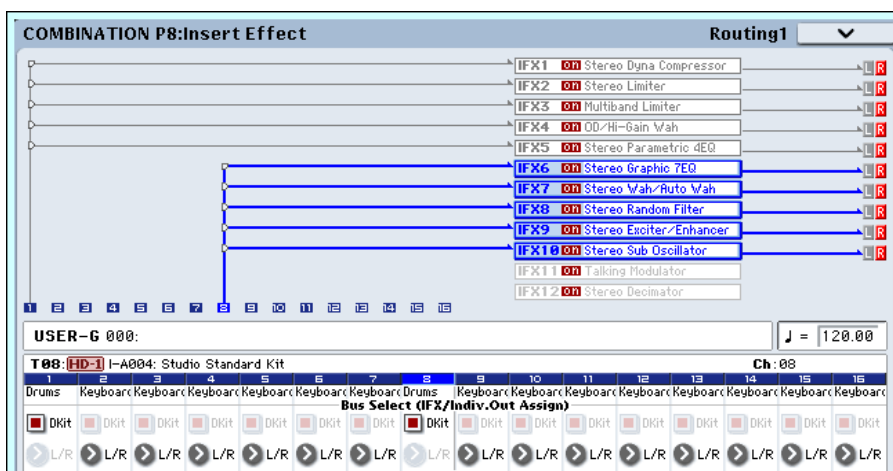 COMBINATION P8:Insert Effect Routing1
IFX1 on Stereo Dyna Compressor L R
IFX2 on Stereo Limiter L R
IFX3 on Multiband Limiter L R
IFX4 on OD/Hi-Gain Wah L R
IFX5 on Stereo Parametric 4EQ L R
IFX6 on Stereo Graphic 7EQ L R
IFX7 on Stereo Wah/Auto Wah L R
IFX8 on Stereo Random Filter L R
IFX9 on Stereo Exciter/Enhancer L R
IFX10 on Stereo Sub Oscillator L R
IFX11 on Talking Modulator
IFX12 on Stereo Decimator
1 2 3 4 5 6 7 8 9 10 11 12 13 14 15 16
USER-G 000: ♩ = 120.00
T08: HD-1 I-A004: Studio Standard Kit Ch:08
1 2 3 4 5 6 7 8 9 10 11 12 13 14 15 16
Drums Keyboard Keyboard Keyboard Keyboard Keyboard Keyboard Drums Keyboard Keyboard Keyboard Keyboard Keyboard Keyboard Keyboard Keyboard
Bus Select (IFX/Indiv.Out Assign)
DKit DKit DKit DKit DKit DKit DKit DKit DKit DKit DKit DKit DKit DKit DKit DKit
L/R L/R L/R L/R L/R L/R L/R L/R L/R L/R L/R L/R L/R L/R L/R L/R